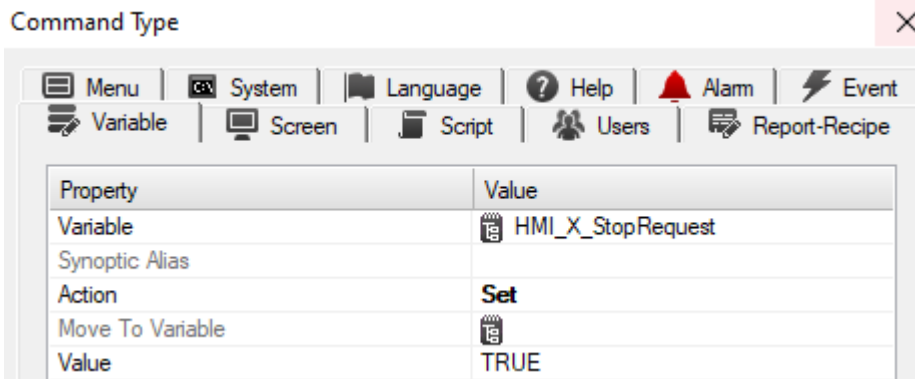 Command Type
Menu System Language Help Alarm Event
Variable Screen Script Users Report-Recipe
Property Value
Variable HMI_X_StopRequest
Synoptic Alias
Action Set
Move To Variable
Value TRUE